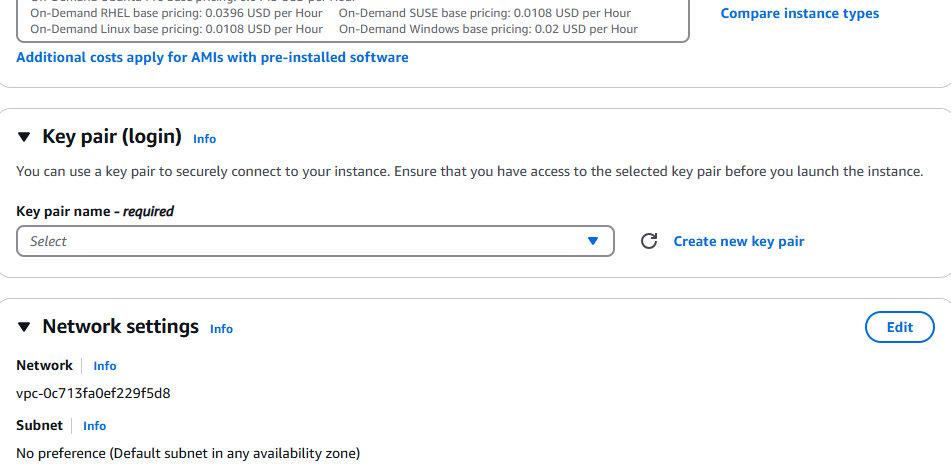 On-Demand RHEL base pricing: 0.0396 USD per Hour On-Demand SUSE base pricing: 0.0108 USD per Hour
On-Demand Linux base pricing: 0.0108 USD per Hour On-Demand Windows base pricing: 0.02 USD per Hour
Compare instance types
Additional costs apply for AMIs with pre-installed software
Key pair (login) Info
You can use a key pair to securely connect to your instance. Ensure that you have access to the selected key pair before you launch the instance.
Key pair name - required
Select
Create new key pair
Network settings Info
Edit
Network Info
vpc-0c713fa0ef229f5d8
Subnet Info
No preference (Default subnet in any availability zone)